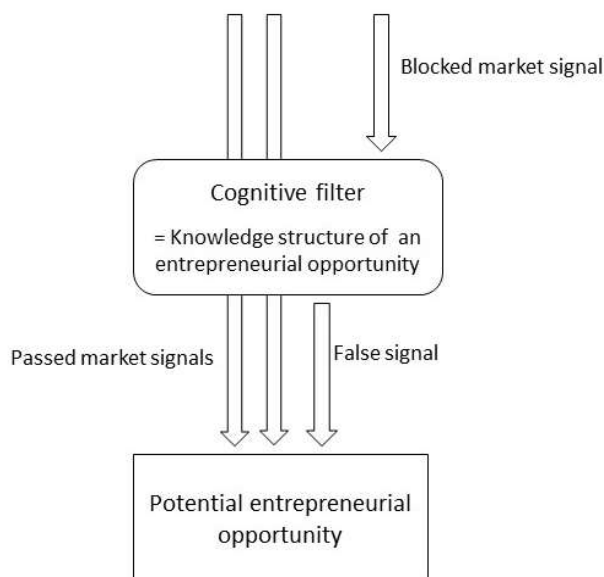 Blocked market signal
Cognitive filter
= Knowledge structure of an
entrepreneurial opportunity
Passed market signals
False signal
Potential entrepreneurial
opportunity